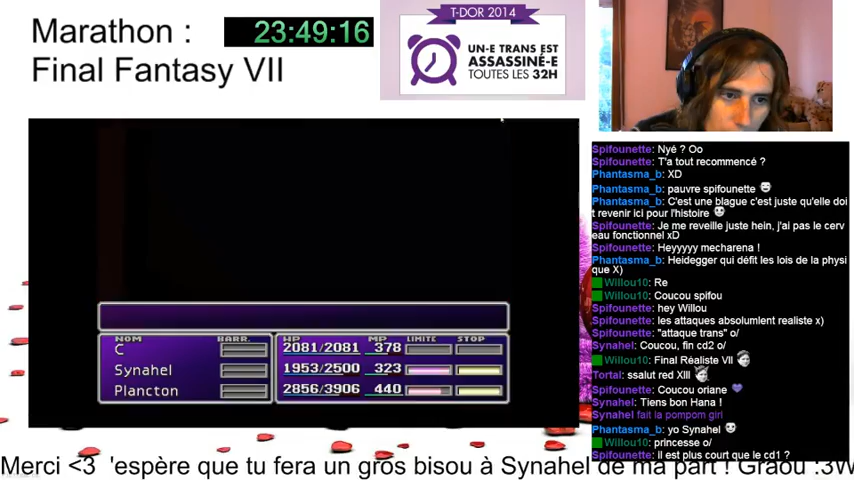 Marathon :
Final Fantasy VII
23:49:16
T-DOR 2014
UN-E TRANS EST
ASSASSINÉ-E
TOUTES LES 32H
NOM BARR. HP MP LIMITE STOP
C 2081/2081 378
Synahel 1953/2500 323
Plancton 2856/3906 440
Spifounette: Nyé ? Oo
Spifounette: T'a tout recommencé ?
Phantasma_b: XD
Phantasma_b: pauvre spifounette
Phantasma_b: C'est une blague c'est juste qu'elle doi
t revenir ici pour l'histoire
Spifounette: Je me reveille juste hein, j'ai pas le cerv
eau fonctionnel xD
Spifounette: Heyyyyy mecharena !
Phantasma_b: Heidegger qui défit les lois de la physi
que X)
Willou10: Re
Willou10: Coucou spifou
Spifounette: hey Willou
Spifounette: les attaques absolumlent realiste x)
Spifounette: "attaque trans" o/
Synahel: Coucou, fin cd2 o/
Willou10: Final Réaliste VII
Tortal: ssalut red XIII
Spifounette: Coucou oriane
Synahel: Tiens bon Hana !
Synahel fait la pompom giri
Phantasma_b: yo Synahel
Willou10: princesse o/
Spifounette: il est plus court que le cd1 ?
Merci <3 'espère que tu fera un gros bisou à Synahel de ma part ! Graou :3W